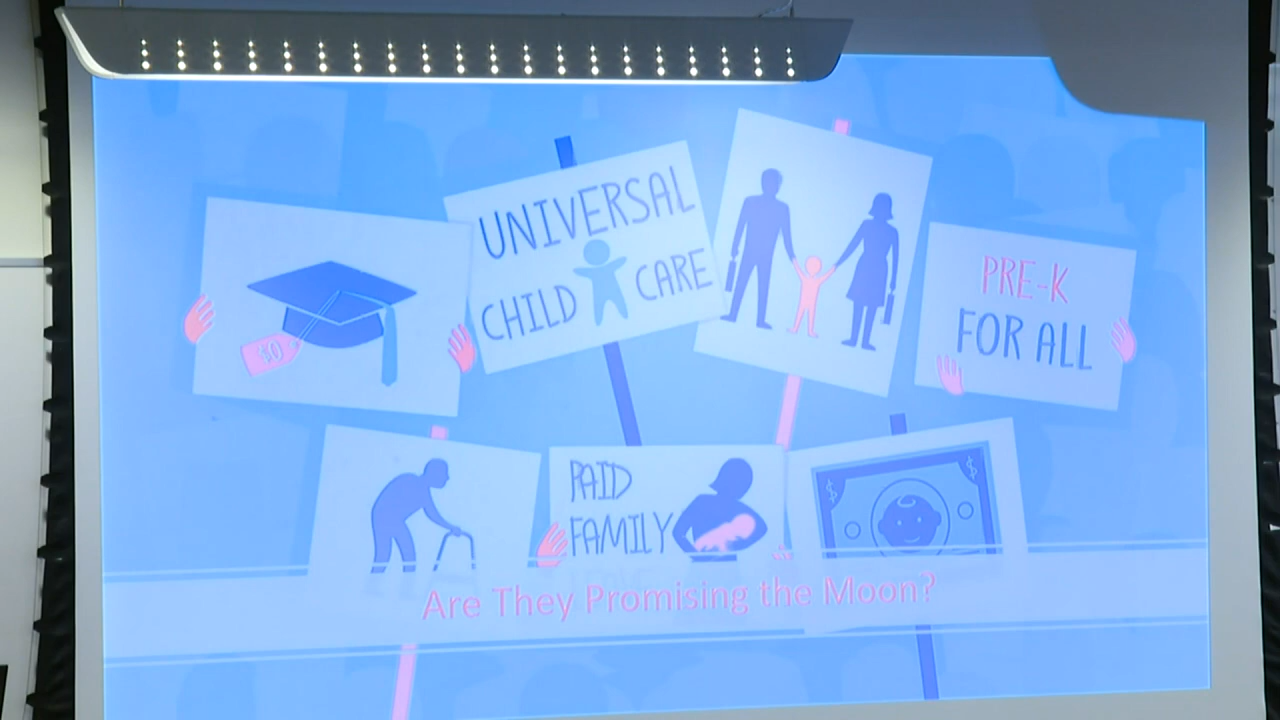 UNIVERSAL
CHILD CARE
PRE-K
FOR ALL
$0
PAID
FAMILY
$ $
Are They Promising the Moon?